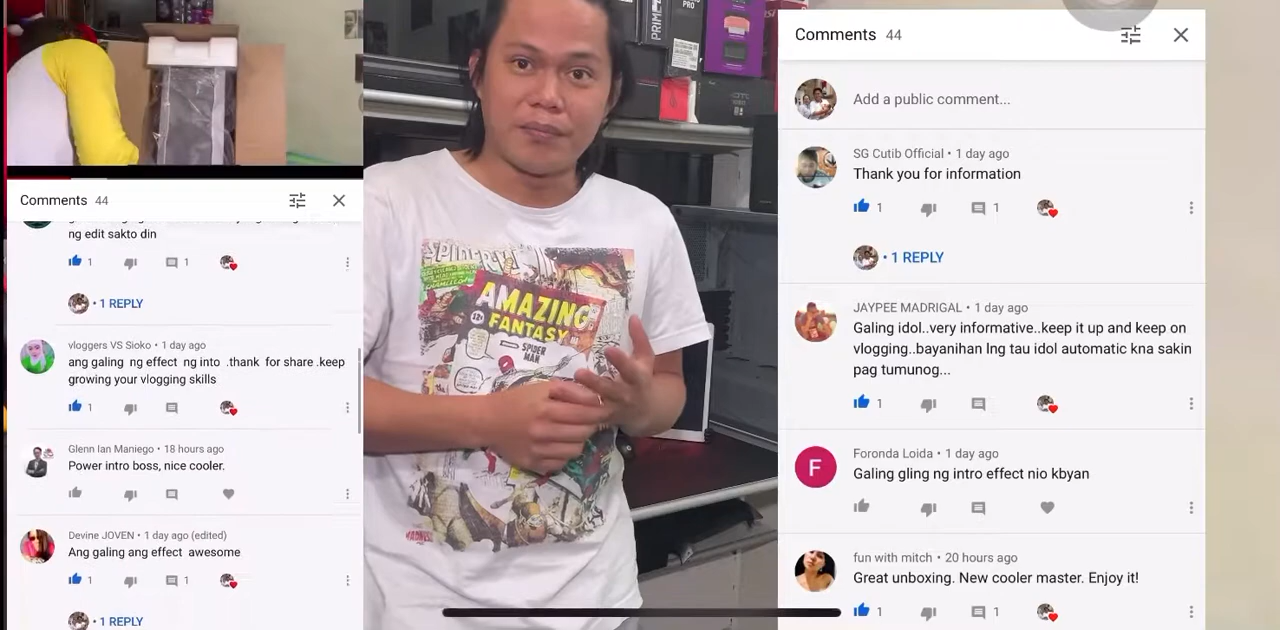 Comments 44
ng edit sakto din
1
1
• 1 REPLY
vloggers VS Sioko • 1 day ago
ang galing ng effect ng into .thank for share .keep
growing your vlogging skills
1
Glenn Ian Maniego • 18 hours ago
Power intro boss, nice cooler.
Devine JOVEN • 1 day ago (edited)
Ang galing ang effect awesome
1
1
• 1 REPLY
PRIME
PRO
AMAZING
FANTASY
SPIDER
MAN
Comments 44
Add a public comment...
SG Cutib Official • 1 day ago
Thank you for information
1
1
• 1 REPLY
JAYPEE MADRIGAL • 1 day ago
Galing idol..very informative..keep it up and keep on
vlogging..bayanihan lng tau idol automatic kna sakin
pag tumunog...
1
F
Foronda Loida • 1 day ago
Galing gling ng intro effect nio kbyan
fun with mitch • 20 hours ago
Great unboxing. New cooler master. Enjoy it!
1
1